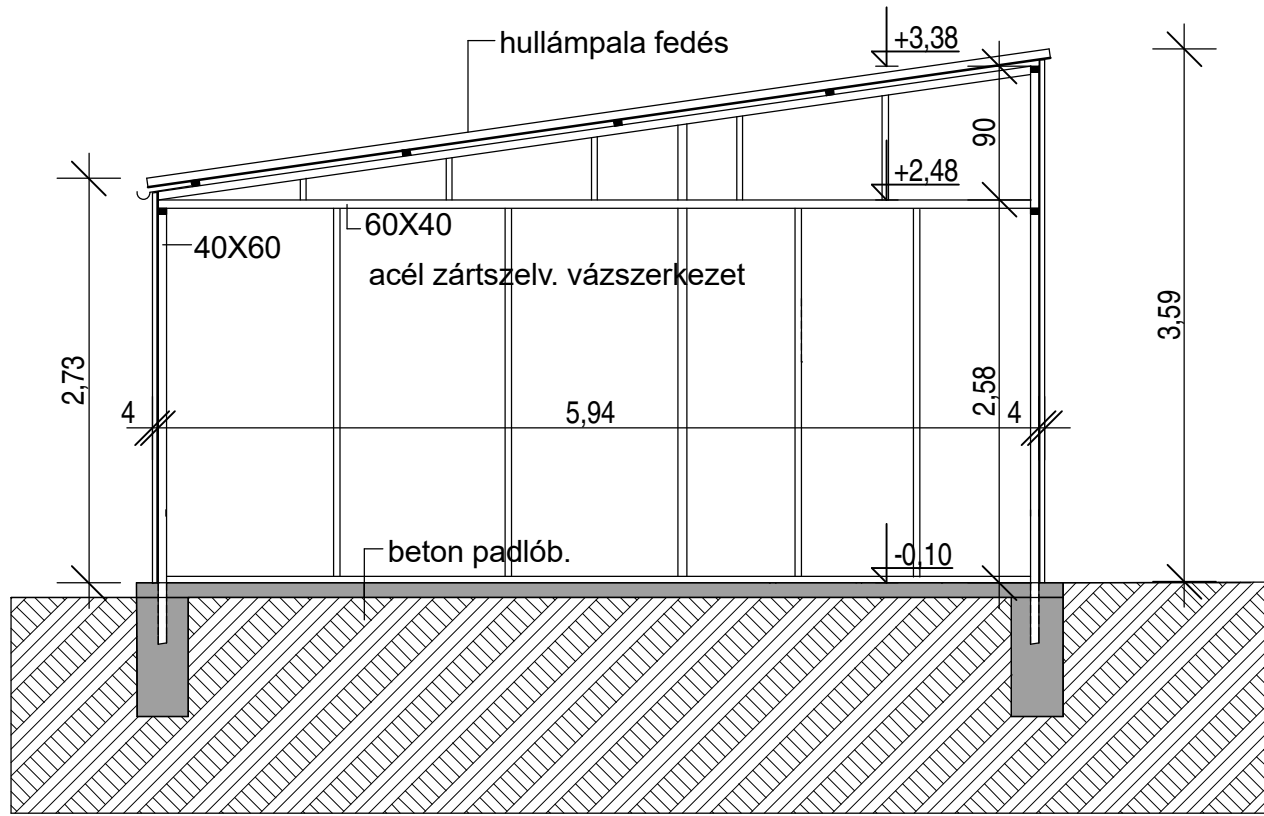 hullámpala fedés
+3,38
90
+2,48
60X40
40X60
acél zártszelv. vázszerkezet
3,59
2,73
2,58
4
5,94
4
beton padlób.
-0,10